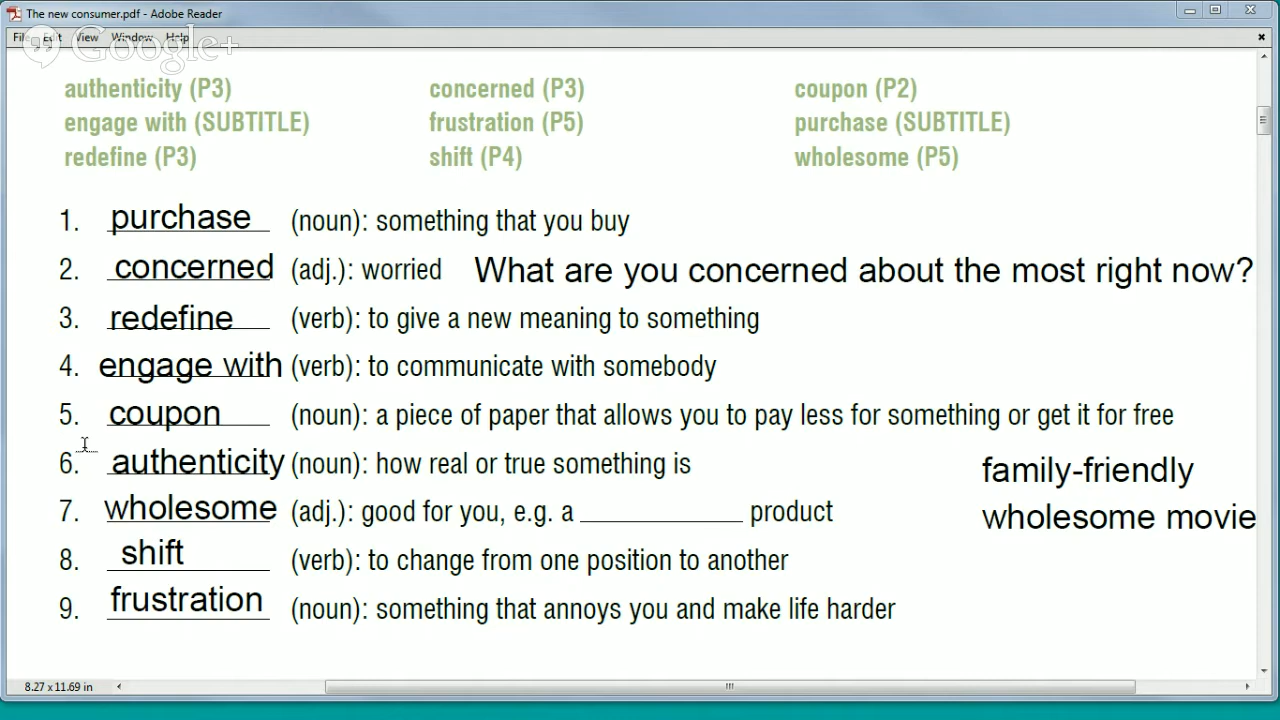 The new consumer.pdf - Adobe Reader
File Edit View Window Help
Google+
authenticity (P3) concerned (P3) coupon (P2)
engage with (SUBTITLE) frustration (P5) purchase (SUBTITLE)
redefine (P3) shift (P4) wholesome (P5)
1. purchase (noun): something that you buy
2. concerned (adj.): worried What are you concerned about the most right now?
3. redefine (verb): to give a new meaning to something
4. engage with (verb): to communicate with somebody
5. coupon (noun): a piece of paper that allows you to pay less for something or get it for free
6. authenticity (noun): how real or true something is family-friendly
7. wholesome (adj.): good for you, e.g. a ____________ product wholesome movie
8. shift (verb): to change from one position to another
9. frustration (noun): something that annoys you and make life harder
8.27 x 11.69 in